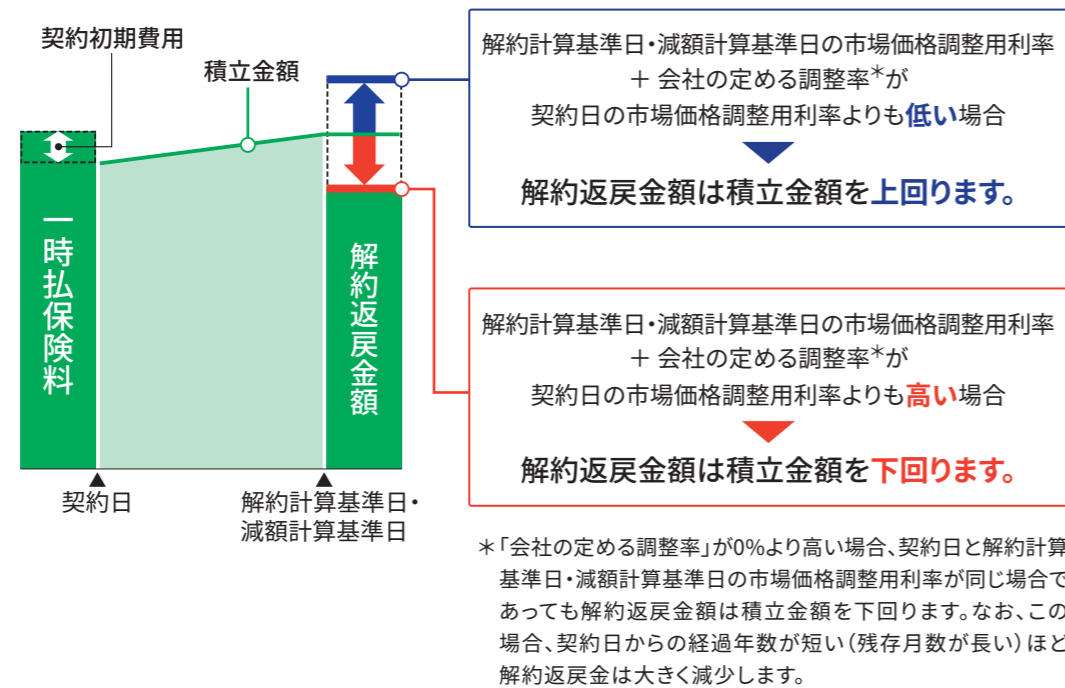 契約初期費用
積立金額
一時払保険料
解約返戻金額
契約日
解約計算基準日・
減額計算基準日
解約計算基準日・減額計算基準日の市場価格調整用利率
＋ 会社の定める調整率＊が
契約日の市場価格調整用利率よりも低い場合
解約返戻金額は積立金額を上回ります。
解約計算基準日・減額計算基準日の市場価格調整用利率
＋ 会社の定める調整率＊が
契約日の市場価格調整用利率よりも高い場合
解約返戻金額は積立金額を下回ります。
＊「会社の定める調整率」が0%より高い場合、契約日と解約計算
基準日・減額計算基準日の市場価格調整用利率が同じ場合で
あっても解約返戻金額は積立金額を下回ります。なお、この
場合、契約日からの経過年数が短い（残存月数が長い）ほど
解約返戻金は大きく減少します。